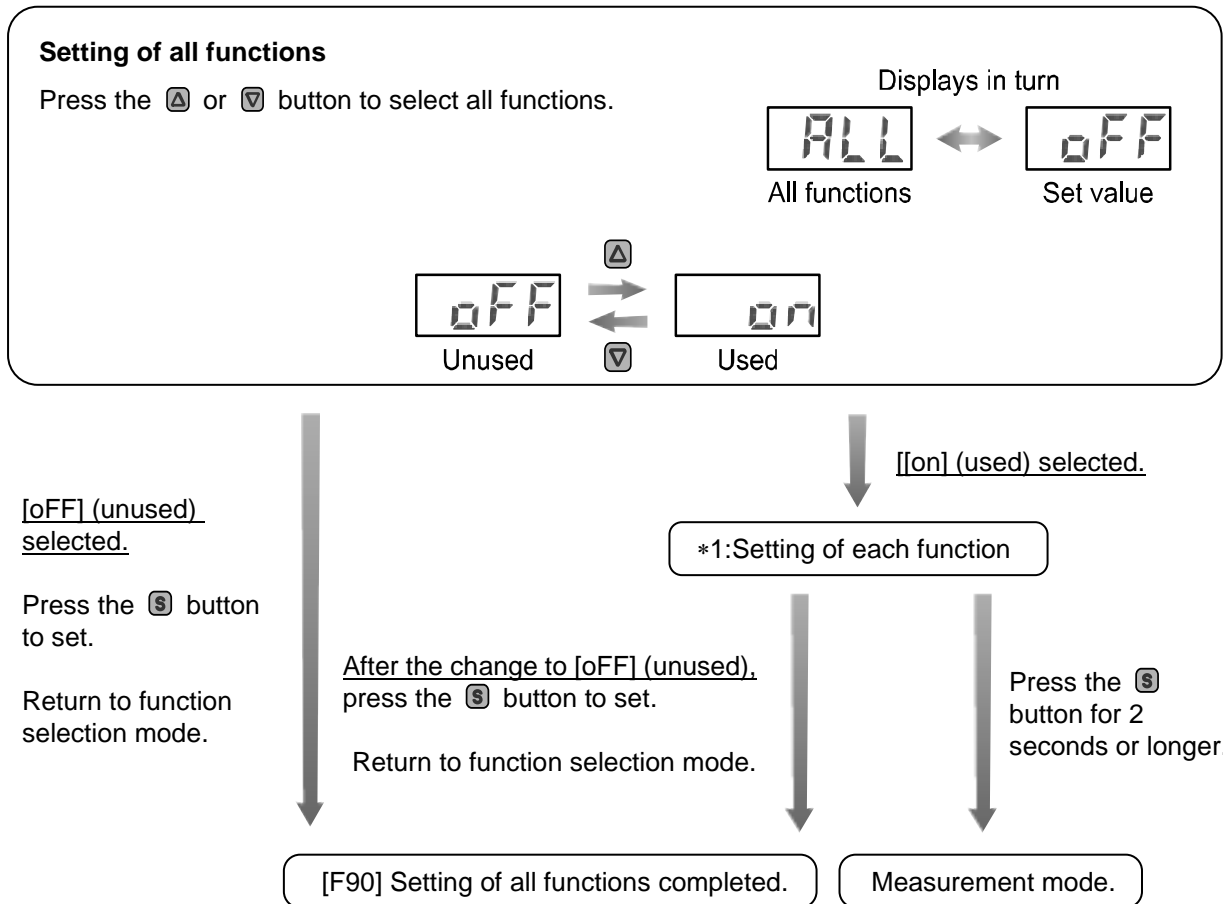 Setting of all functions
Press the △ or ▽ button to select all functions.
Displays in turn
ALL
oFF
All functions
Set value
△
oFF
on
▽
Unused
Used
[[on] (used) selected.
[oFF] (unused)
selected.
*1:Setting of each function
Press the S button
to set.
Return to function
selection mode.
After the change to [oFF] (unused),
press the S button to set.
Return to function selection mode.
Press the S
button for 2
seconds or longer.
[F90] Setting of all functions completed.
Measurement mode.